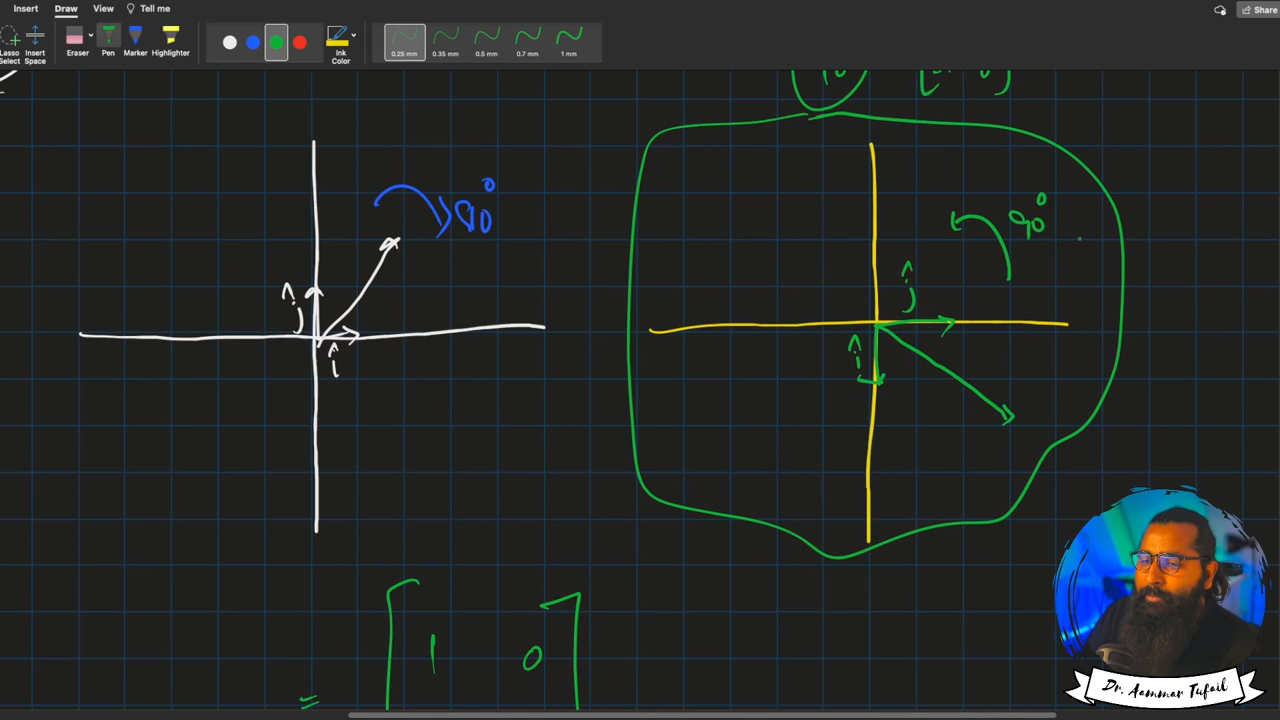 Insert Draw View Tell me
Share
Lasso Select
Insert Space
Eraser
Pen
Marker
Highlighter
Ink Color
0.25 mm
0.35 mm
0.5 mm
0.7 mm
1 mm
90°
90°
ĵ
ĵ
î
î
1 0
=
Dr. Aammar Tufail